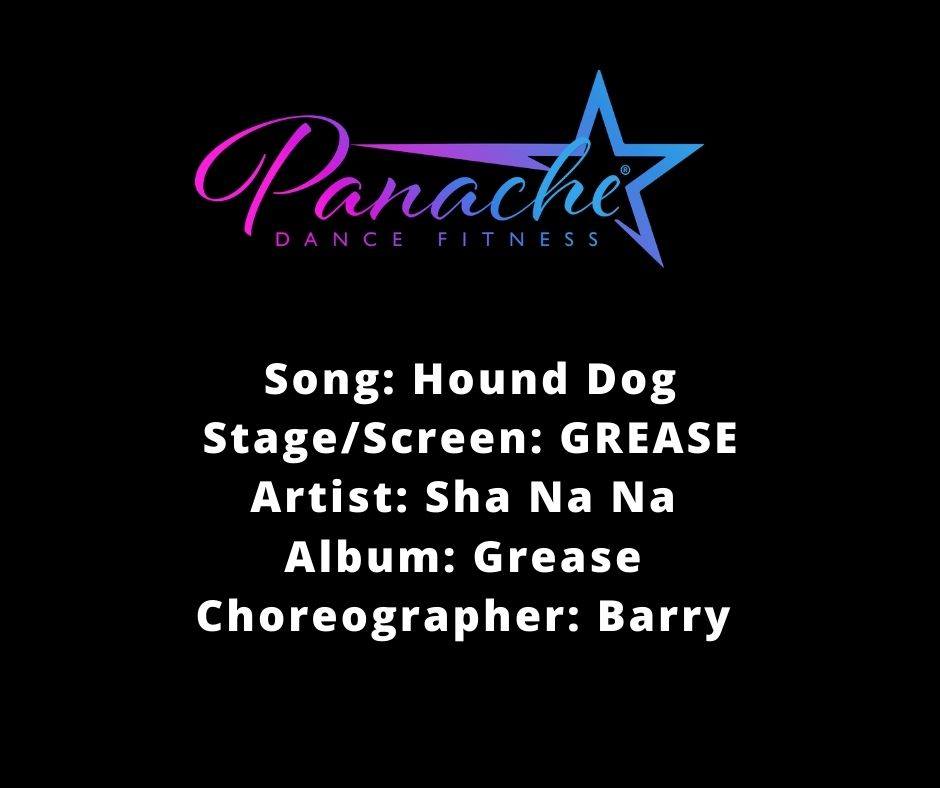 Panache®
DANCE FITNESS
Song: Hound Dog
Stage/Screen: GREASE
Artist: Sha Na Na
Album: Grease
Choreographer: Barry